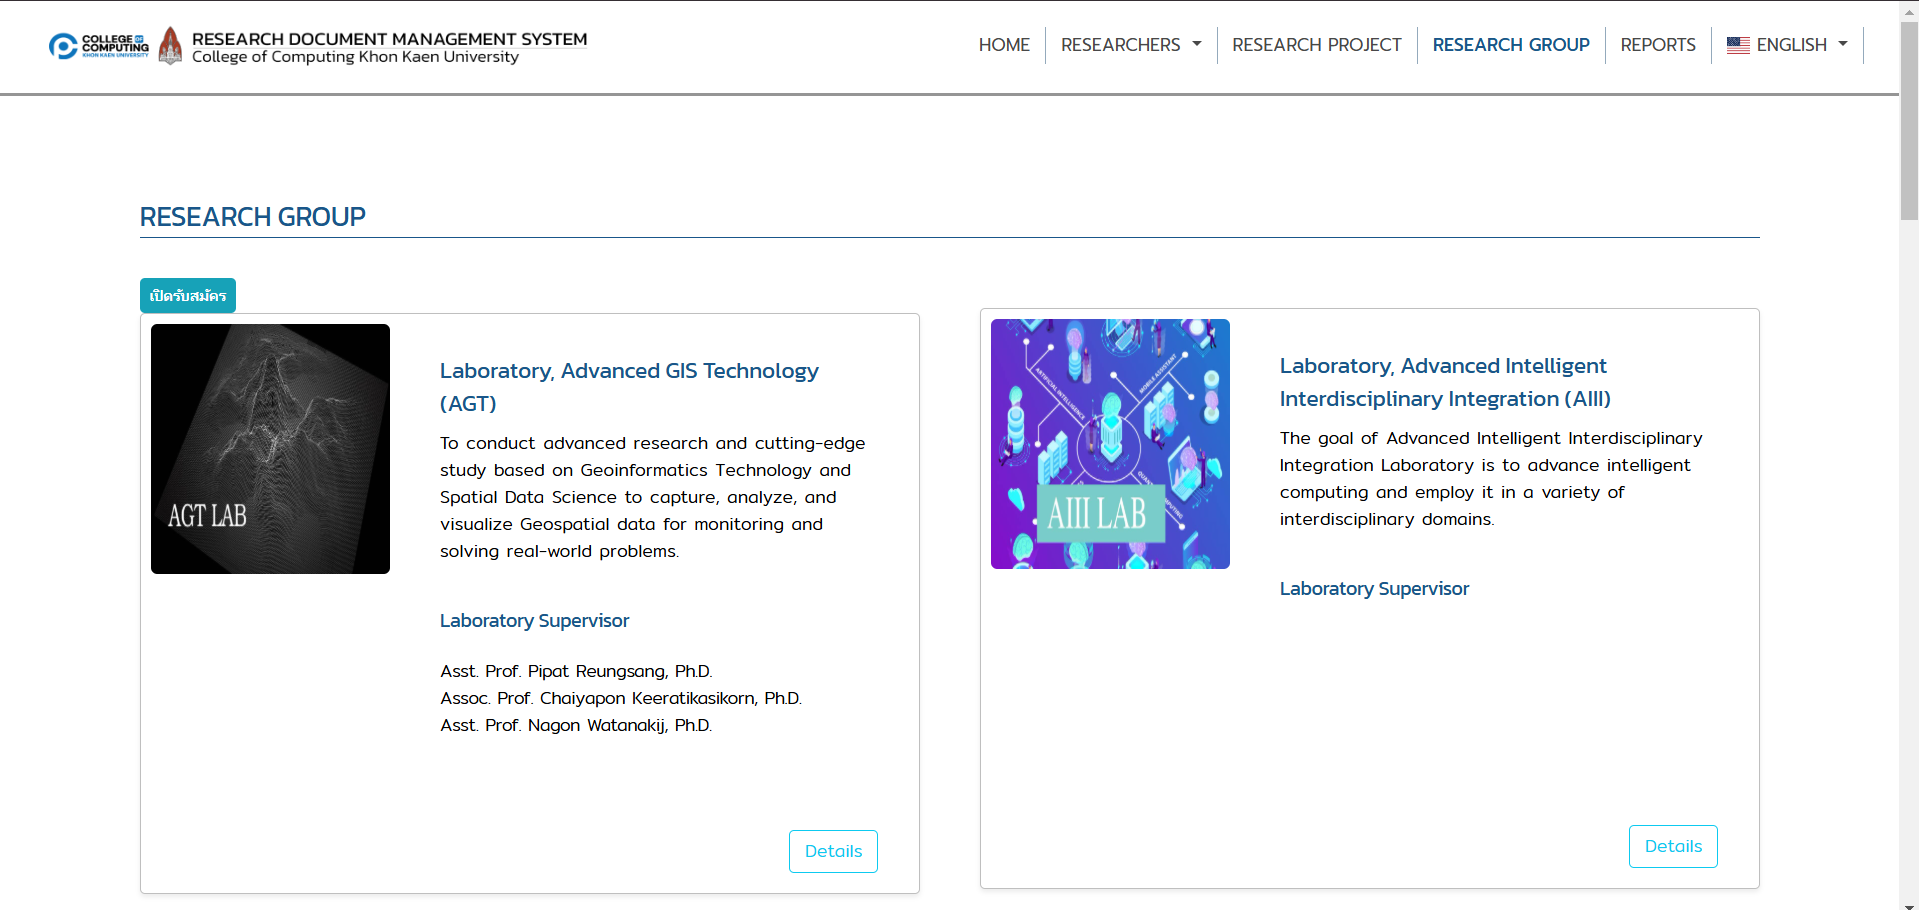 COLLEGE OF
COMPUTING
KHON KAEN UNIVERSITY
RESEARCH DOCUMENT MANAGEMENT SYSTEM
College of Computing Khon Kaen University
HOME
RESEARCHERS
RESEARCH PROJECT
RESEARCH GROUP
REPORTS
ENGLISH
RESEARCH GROUP
เปิดรับสมัคร
AGT LAB
Laboratory, Advanced GIS Technology
(AGT)
To conduct advanced research and cutting-edge
study based on Geoinformatics Technology and
Spatial Data Science to capture, analyze, and
visualize Geospatial data for monitoring and
solving real-world problems.
Laboratory Supervisor
Asst. Prof. Pipat Reungsang, Ph.D.
Assoc. Prof. Chaiyapon Keeratikasikorn, Ph.D.
Asst. Prof. Nagon Watanakij, Ph.D.
Details
ARTIFICIAL INTELLIGENCE
MOBILE ASSISTANT
AIII LAB
Laboratory, Advanced Intelligent
Interdisciplinary Integration (AIII)
The goal of Advanced Intelligent Interdisciplinary
Integration Laboratory is to advance intelligent
computing and employ it in a variety of
interdisciplinary domains.
Laboratory Supervisor
Details